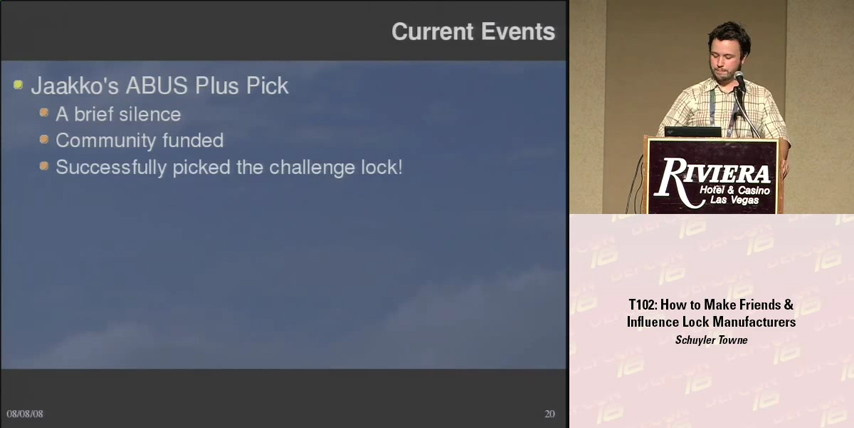 Current Events
Jaakko's ABUS Plus Pick
A brief silence
Community funded
Successfully picked the challenge lock!
08/08/08
20
RIVIERA
Hotel & Casino
Las Vegas
T102: How to Make Friends &
Influence Lock Manufacturers
Schuyler Towne